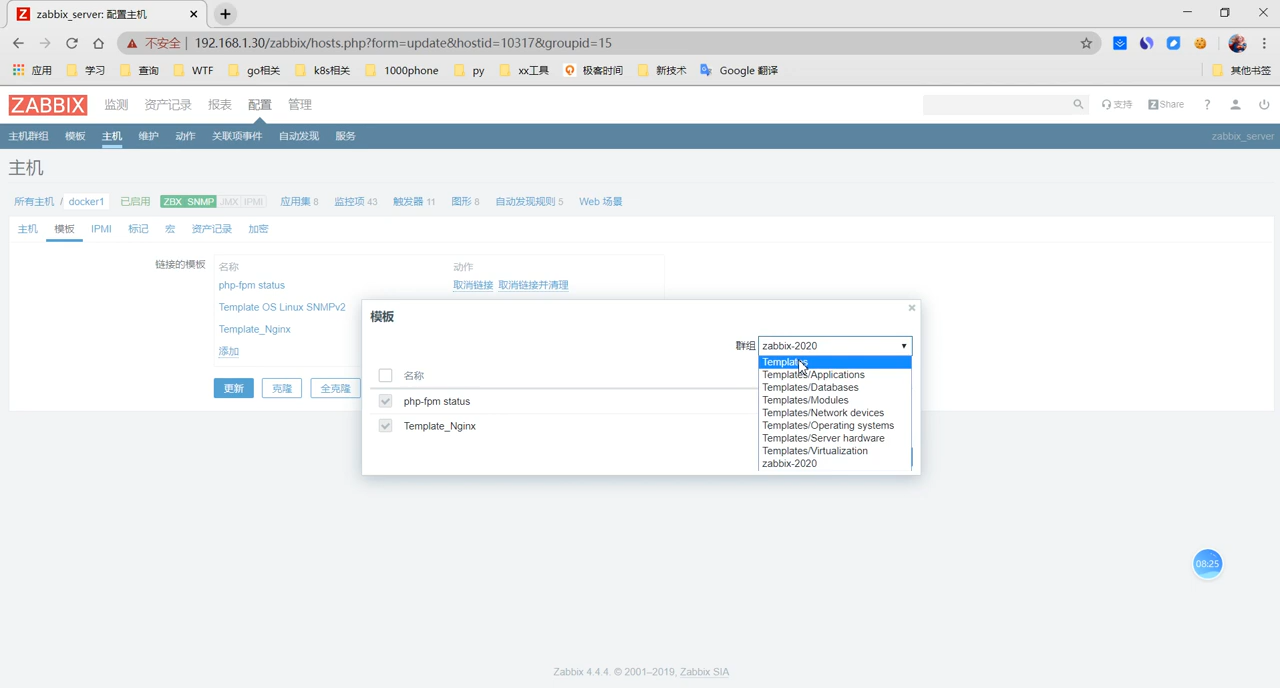 zabbix_server: 配置主机
不安全 | 192.168.1.30/zabbix/hosts.php?form=update&hostid=10317&groupid=15
应用 学习 查询 WTF go相关 k8s相关 1000phone py xx工具 极客时间 新技术 Google 翻译 其他书签
ZABBIX 监测 资产记录 报表 配置 管理 支持 Share ?
主机群组 模板 主机 维护 动作 关联项事件 自动发现 服务 zabbix_server
主机
所有主机 / docker1 已启用 ZBX SNMP JMX IPMI 应用集 8 监控项 43 触发器 11 图形 8 自动发现规则 5 Web 场景
主机 模板 IPMI 标记 宏 资产记录 加密
链接的模板 名称 动作
php-fpm status 取消链接 取消链接并清理
Template OS Linux SNMPv2
Template_Nginx
添加
更新 克隆 全克隆
模板
群组 zabbix-2020
Templates
Templates/Applications
Templates/Databases
Templates/Modules
Templates/Network devices
Templates/Operating systems
Templates/Server hardware
Templates/Virtualization
zabbix-2020
名称
php-fpm status
Template_Nginx
08:25
Zabbix 4.4.4. © 2001–2019, Zabbix SIA